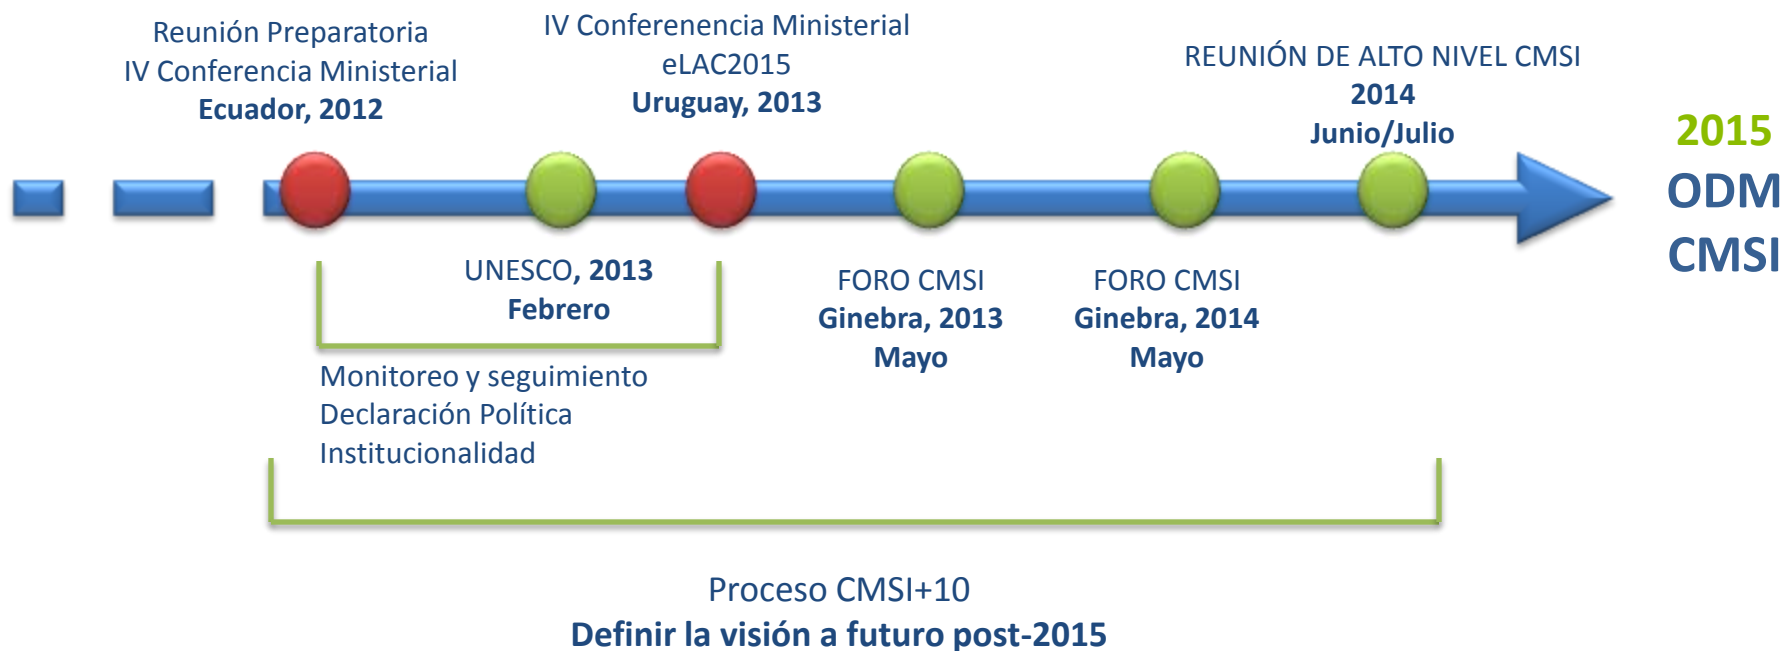 Reunión Preparatoria
IV Conferencia Ministerial
Ecuador, 2012
IV Conferenencia Ministerial
eLAC2015
Uruguay, 2013
REUNIÓN DE ALTO NIVEL CMSI
2014
Junio/Julio
2015
ODM
CMSI
UNESCO, 2013
Febrero
FORO CMSI
Ginebra, 2013
Mayo
FORO CMSI
Ginebra, 2014
Mayo
Monitoreo y seguimiento
Declaración Política
Institucionalidad
Proceso CMSI+10
Definir la visión a futuro post-2015